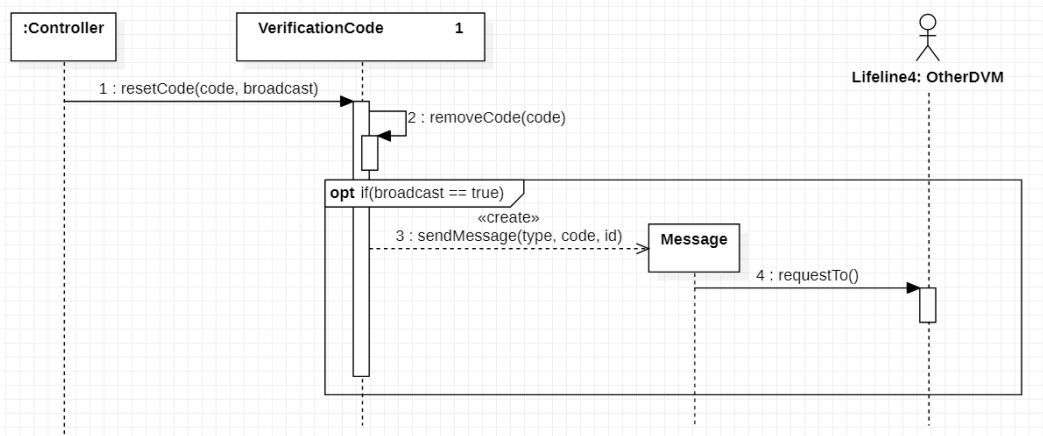 :Controller
VerificationCode 1
Lifeline4: OtherDVM
1 : resetCode(code, broadcast)
2 : removeCode(code)
opt if(broadcast == true)
«create»
3 : sendMessage(type, code, id)
Message
4 : requestTo()